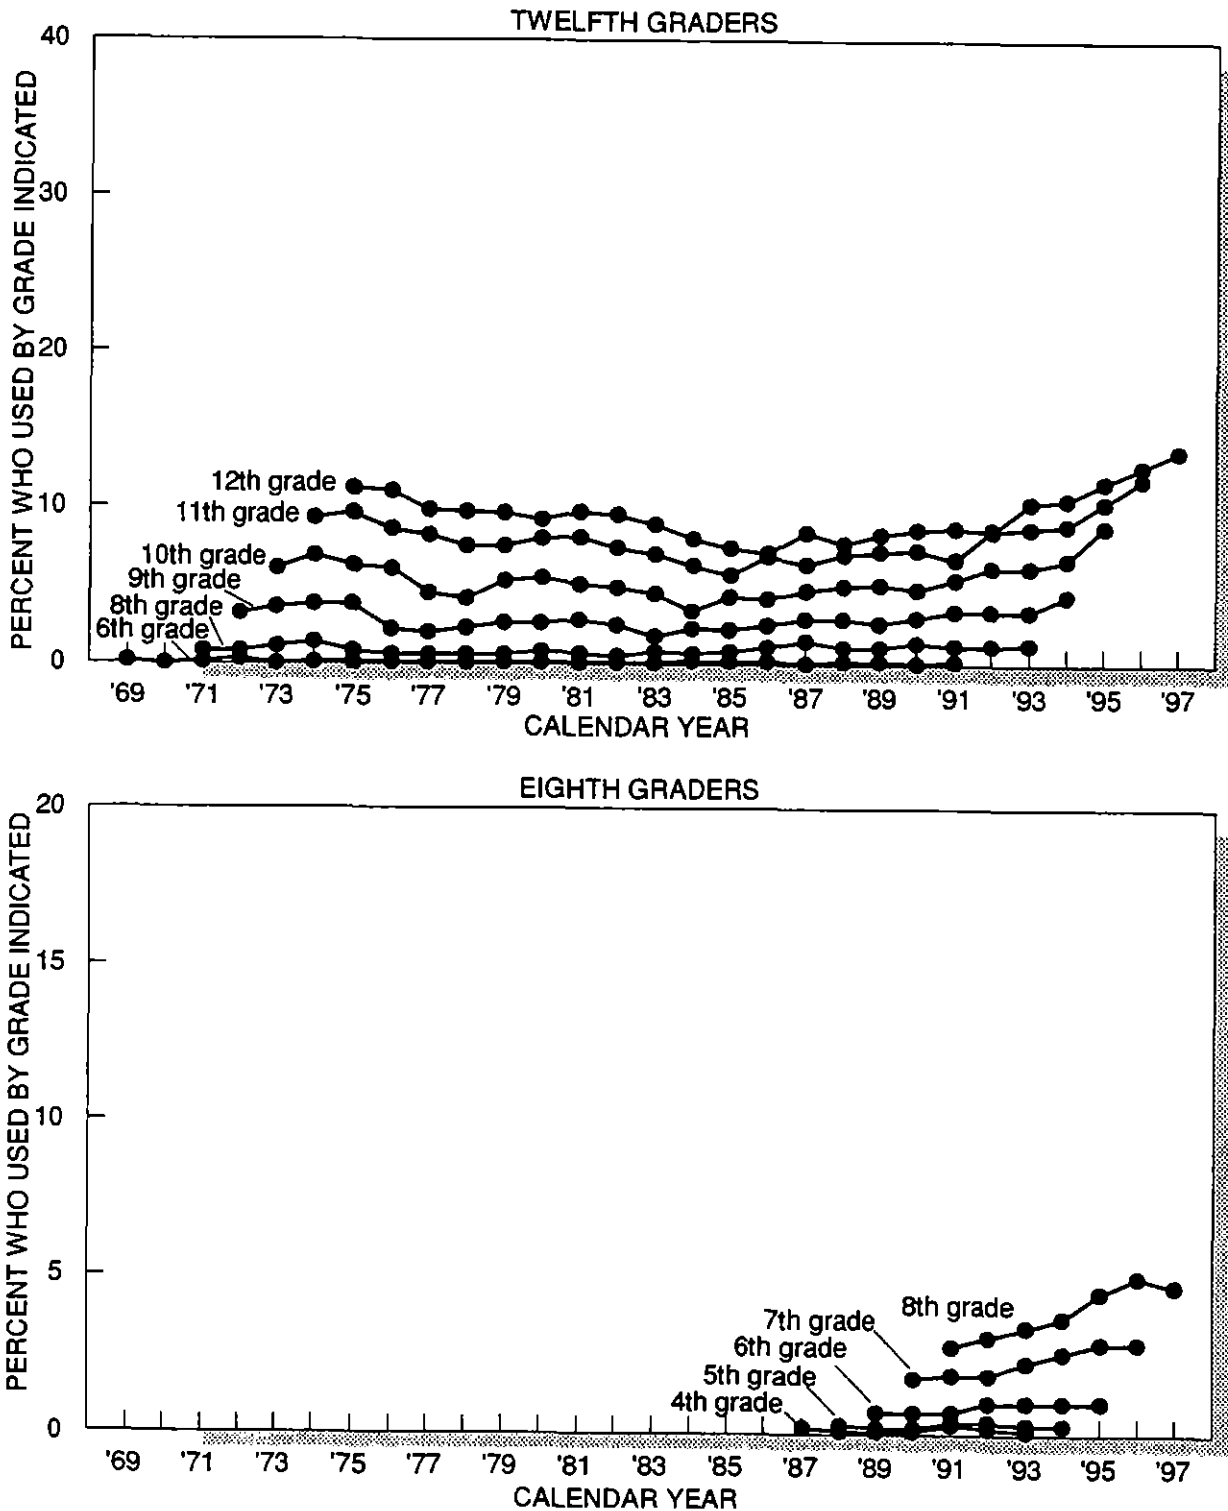 TWELFTH GRADERS
PERCENT WHO USED BY GRADE INDICATED
40
30
20
10
0
12th grade
11th grade
10th grade
9th grade
8th grade
6th grade
'69 '71 '73 '75 '77 '79 '81 '83 '85 '87 '89 '91 '93 '95 '97
CALENDAR YEAR
EIGHTH GRADERS
PERCENT WHO USED BY GRADE INDICATED
20
15
10
5
0
8th grade
7th grade
6th grade
5th grade
4th grade
'69 '71 '73 '75 '77 '79 '81 '83 '85 '87 '89 '91 '93 '95 '97
CALENDAR YEAR